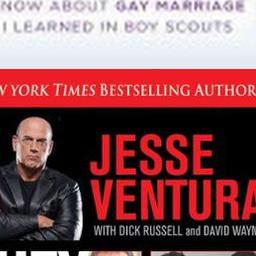 NOW ABOUT GAY MARRIAGE
I LEARNED IN BOY SCOUTS
YORK TIMES BESTSELLING AUTHOR
JESSE
VENTURA
WITH DICK RUSSELL and DAVID WAYN